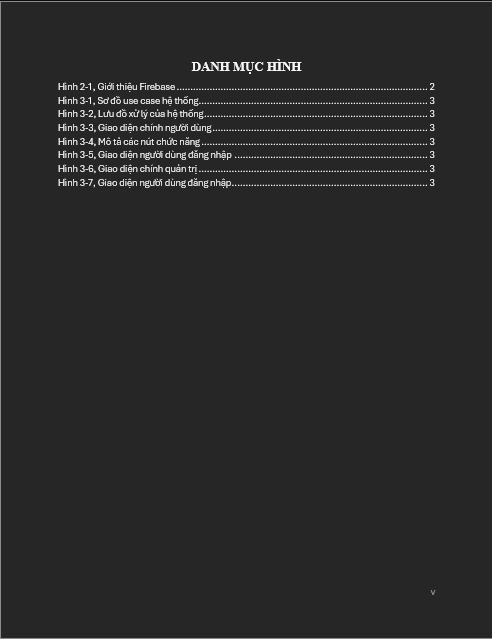 DANH MỤC HÌNH
Hình 2-1, Giới thiệu Firebase ........ 2
Hình 3-1, Sơ đồ use case hệ thống........ 3
Hình 3-2, Lưu đồ xử lý của hệ thống........ 3
Hình 3-3, Giao diện chính người dùng........ 3
Hình 3-4, Mô tả các nút chức năng........ 3
Hình 3-5, Giao diện người dùng đăng nhập ........ 3
Hình 3-6, Giao diện chính quản trị........ 3
Hình 3-7, Giao diện người dùng đăng nhập........ 3
v